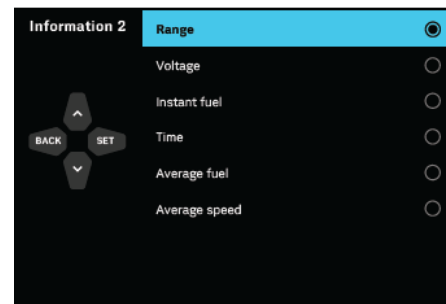 Information 2
BACK
SET
Range
Voltage
Instant fuel
Time
Average fuel
Average speed